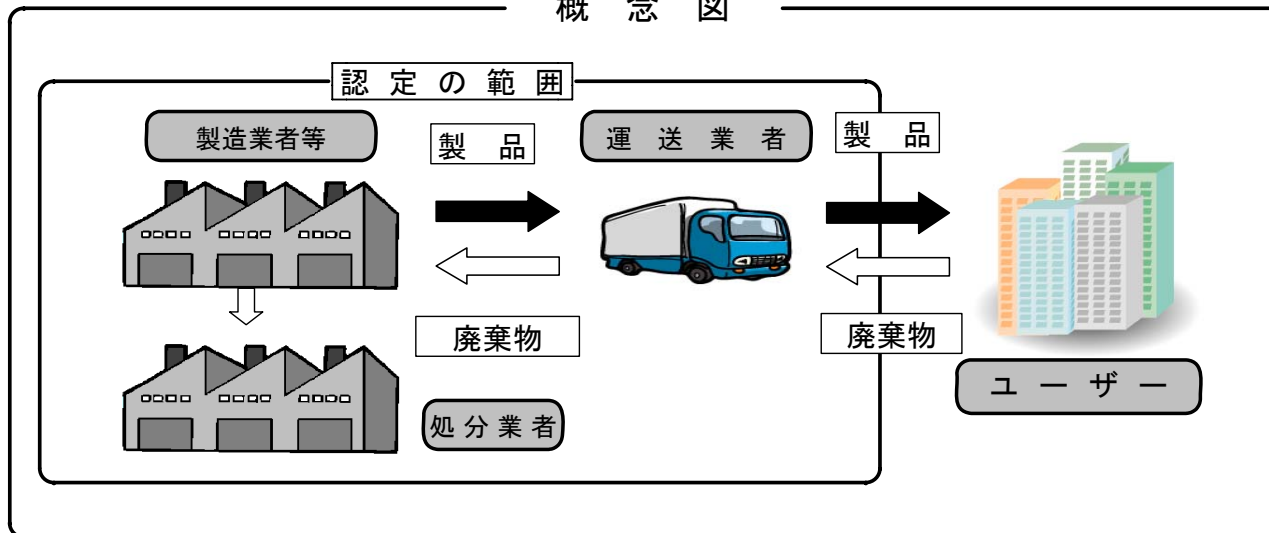 概念図
認定の範囲
製造業者等
製品
運送業者
製品
廃棄物
廃棄物
ユーザー
処分業者